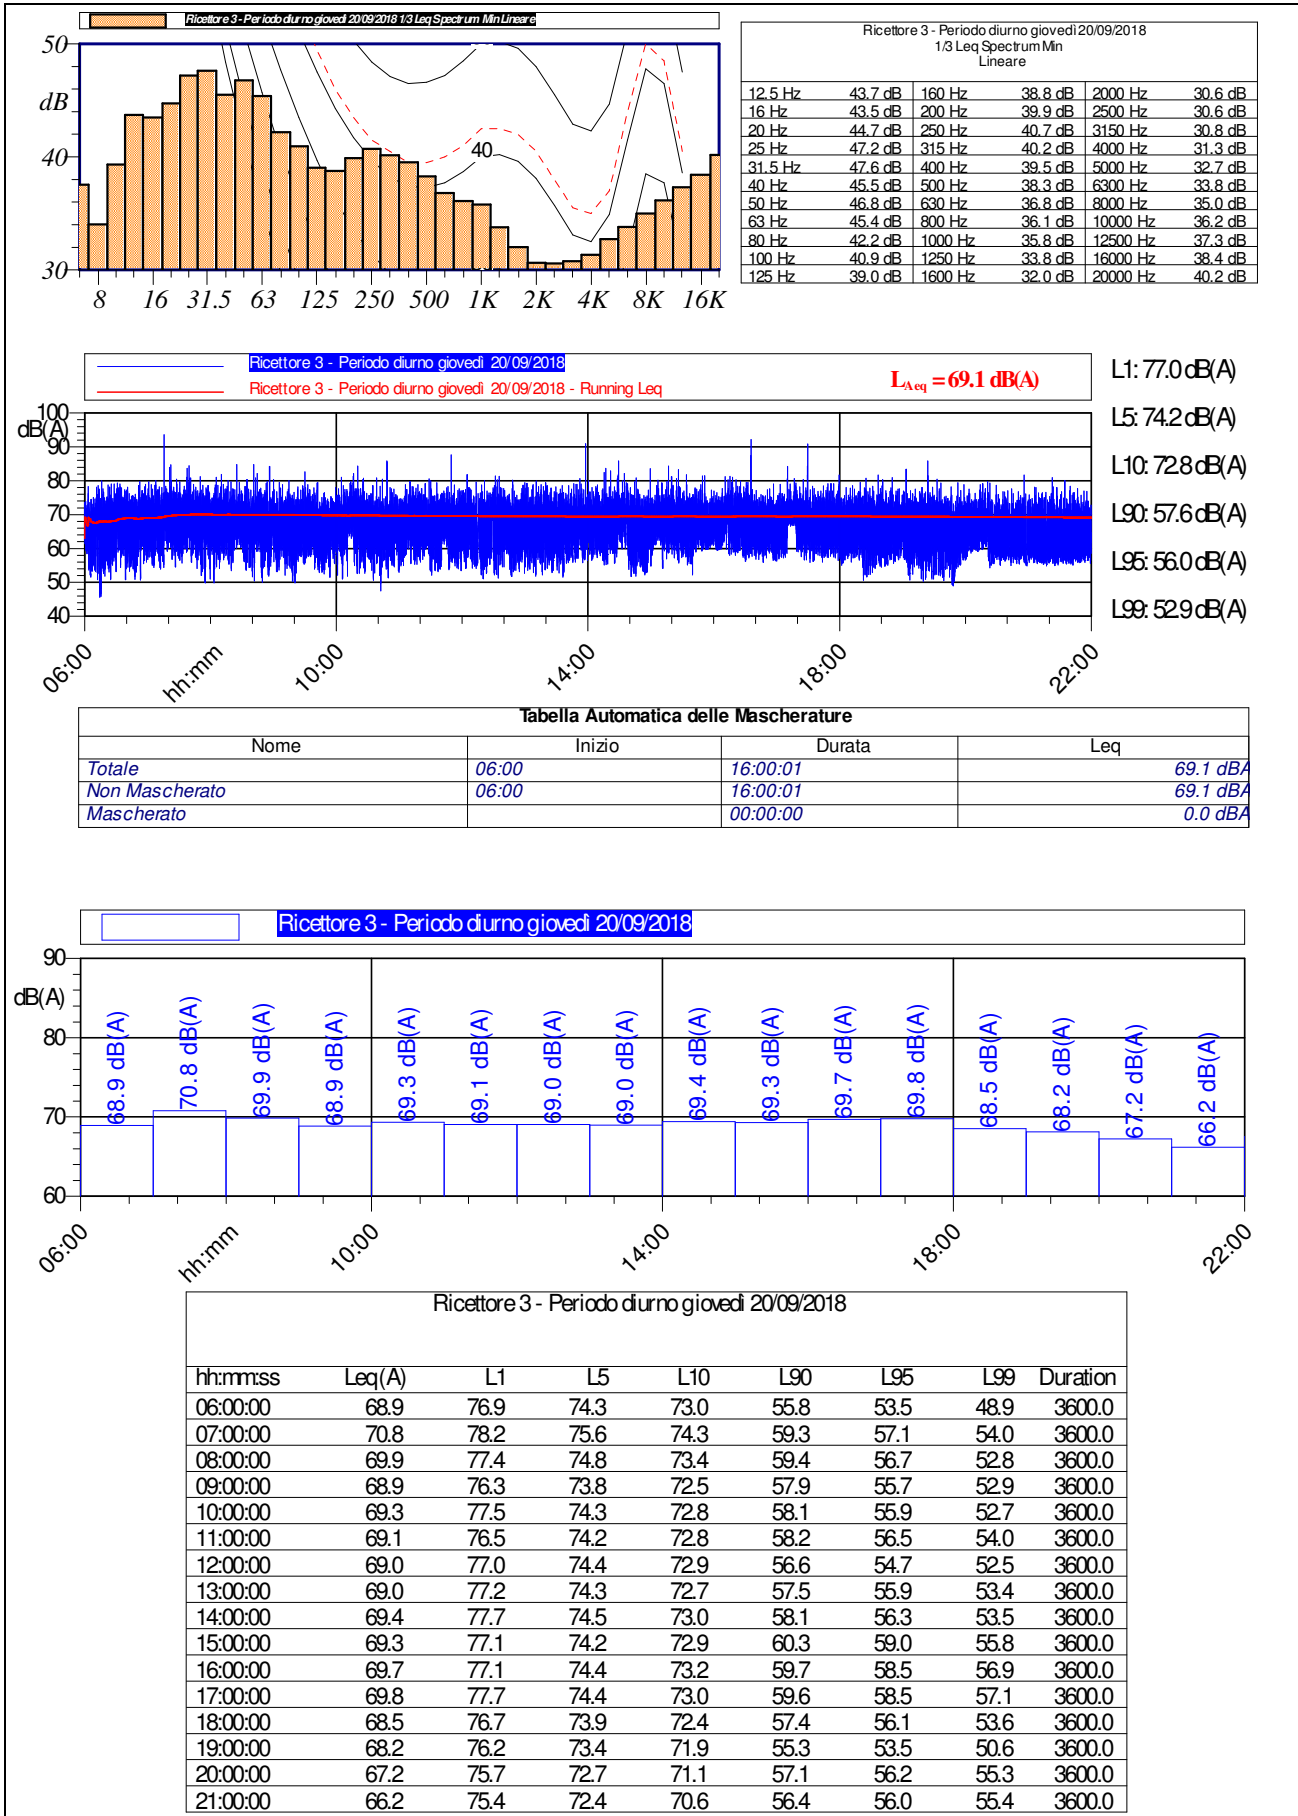 Ricettore 3 - Periodo diurno giovedì 20/09/2018 1/3 Leq Spectrum Min Lineare
50
dB
40
30
40
8 16 31.5 63 125 250 500 1K 2K 4K 8K 16K
Ricettore 3 - Periodo diurno giovedì 20/09/2018
1/3 Leq Spectrum Min
Lineare
12.5 Hz 43.7 dB 160 Hz 38.8 dB 2000 Hz 30.6 dB
16 Hz 43.5 dB 200 Hz 39.9 dB 2500 Hz 30.6 dB
20 Hz 44.7 dB 250 Hz 40.7 dB 3150 Hz 30.8 dB
25 Hz 47.2 dB 315 Hz 40.2 dB 4000 Hz 31.3 dB
31.5 Hz 47.6 dB 400 Hz 39.5 dB 5000 Hz 32.7 dB
40 Hz 45.5 dB 500 Hz 38.3 dB 6300 Hz 33.8 dB
50 Hz 46.8 dB 630 Hz 36.8 dB 8000 Hz 35.0 dB
63 Hz 45.4 dB 800 Hz 36.1 dB 10000 Hz 36.2 dB
80 Hz 42.2 dB 1000 Hz 35.8 dB 12500 Hz 37.3 dB
100 Hz 40.9 dB 1250 Hz 33.8 dB 16000 Hz 38.4 dB
125 Hz 39.0 dB 1600 Hz 32.0 dB 20000 Hz 40.2 dB
Ricettore 3 - Periodo diurno giovedì 20/09/2018
Ricettore 3 - Periodo diurno giovedì 20/09/2018 - Running Leq
LAeq = 69.1 dB(A)
L1: 77.0 dB(A)
L5: 74.2 dB(A)
L10: 72.8 dB(A)
L90: 57.6 dB(A)
L95: 56.0 dB(A)
L99: 52.9 dB(A)
100
dB(A)
90
80
70
60
50
40
06:00 hh:mm 10:00 14:00 18:00 22:00
Tabella Automatica delle Mascherature
Nome Inizio Durata Leq
Totale 06:00 16:00:01 69.1 dBA
Non Mascherato 06:00 16:00:01 69.1 dBA
Mascherato 00:00:00 0.0 dBA
Ricettore 3 - Periodo diurno giovedì 20/09/2018
90
dB(A)
80
70
60
68.9 dB(A) 70.8 dB(A) 69.9 dB(A) 68.9 dB(A) 69.3 dB(A) 69.1 dB(A) 69.0 dB(A) 69.0 dB(A) 69.4 dB(A) 69.3 dB(A) 69.7 dB(A) 69.8 dB(A) 68.5 dB(A) 68.2 dB(A) 67.2 dB(A) 66.2 dB(A)
06:00 hh:mm 10:00 14:00 18:00 22:00
Ricettore 3 - Periodo diurno giovedì 20/09/2018
hh:mm:ss Leq(A) L1 L5 L10 L90 L95 L99 Duration
06:00:00 68.9 76.9 74.3 73.0 55.8 53.5 48.9 3600.0
07:00:00 70.8 78.2 75.6 74.3 59.3 57.1 54.0 3600.0
08:00:00 69.9 77.4 74.8 73.4 59.4 56.7 52.8 3600.0
09:00:00 68.9 76.3 73.8 72.5 57.9 55.7 52.9 3600.0
10:00:00 69.3 77.5 74.3 72.8 58.1 55.9 52.7 3600.0
11:00:00 69.1 76.5 74.2 72.8 58.2 56.5 54.0 3600.0
12:00:00 69.0 77.0 74.4 72.9 56.6 54.7 52.5 3600.0
13:00:00 69.0 77.2 74.3 72.7 57.5 55.9 53.4 3600.0
14:00:00 69.4 77.7 74.5 73.0 58.1 56.3 53.5 3600.0
15:00:00 69.3 77.1 74.2 72.9 60.3 59.0 55.8 3600.0
16:00:00 69.7 77.1 74.4 73.2 59.7 58.5 56.9 3600.0
17:00:00 69.8 77.7 74.4 73.0 59.6 58.5 57.1 3600.0
18:00:00 68.5 76.7 73.9 72.4 57.4 56.1 53.6 3600.0
19:00:00 68.2 76.2 73.4 71.9 55.3 53.5 50.6 3600.0
20:00:00 67.2 75.7 72.7 71.1 57.1 56.2 55.3 3600.0
21:00:00 66.2 75.4 72.4 70.6 56.4 56.0 55.4 3600.0